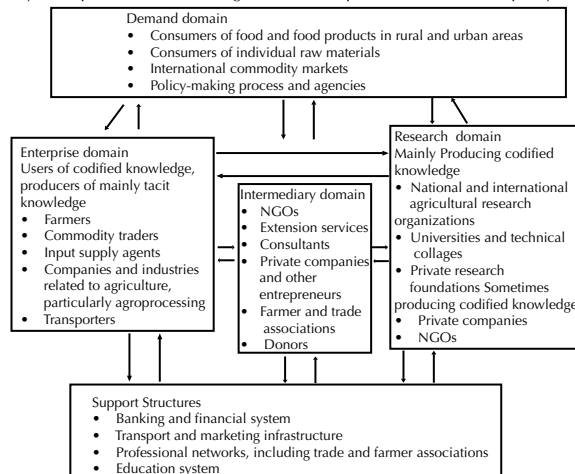 Demand domain
• Consumers of food and food products in rural and urban areas
• Consumers of individual raw materials
• International commodity markets
• Policy-making process and agencies
Enterprise domain
Users of codified knowledge,
producers of mainly tacit
knowledge
• Farmers
• Commodity traders
• Input supply agents
• Companies and industries
related to agriculture,
particularly agroprocessing
• Transporters
Intermediary domain
• NGOs
• Extension services
• Consultants
• Private companies
and other
entrepreneurs
• Farmer and trade
associations
• Donors
Research domain
Mainly Producing codified
knowledge
• National and international
agricultural research
organizations
• Universities and technical
collages
• Private research
foundations Sometimes
producing codified knowledge
• Private companies
• NGOs
Support Structures
• Banking and financial system
• Transport and marketing infrastructure
• Professional networks, including trade and farmer associations
• Education system